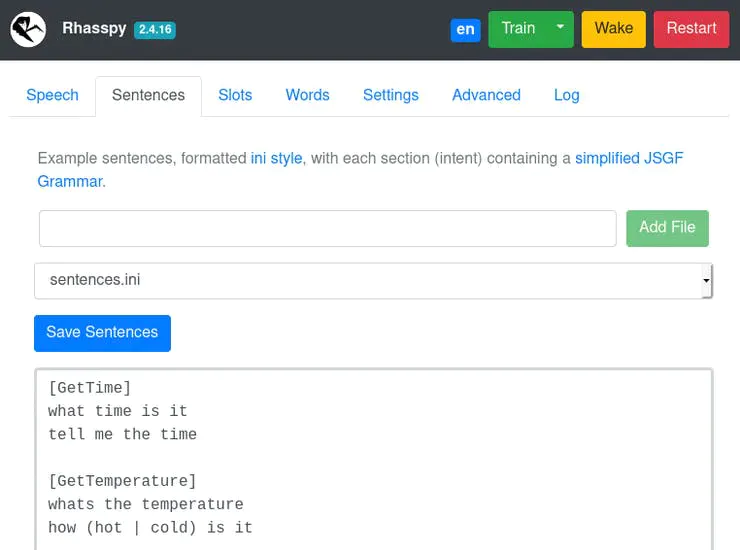 Rhasspy 2.4.16 en Train Wake Restart
Speech Sentences Slots Words Settings Advanced Log
Example sentences, formatted ini style, with each section (intent) containing a simplified JSGF
Grammar.
Add File
sentences.ini
Save Sentences
[GetTime]
what time is it
tell me the time
[GetTemperature]
whats the temperature
how (hot | cold) is it